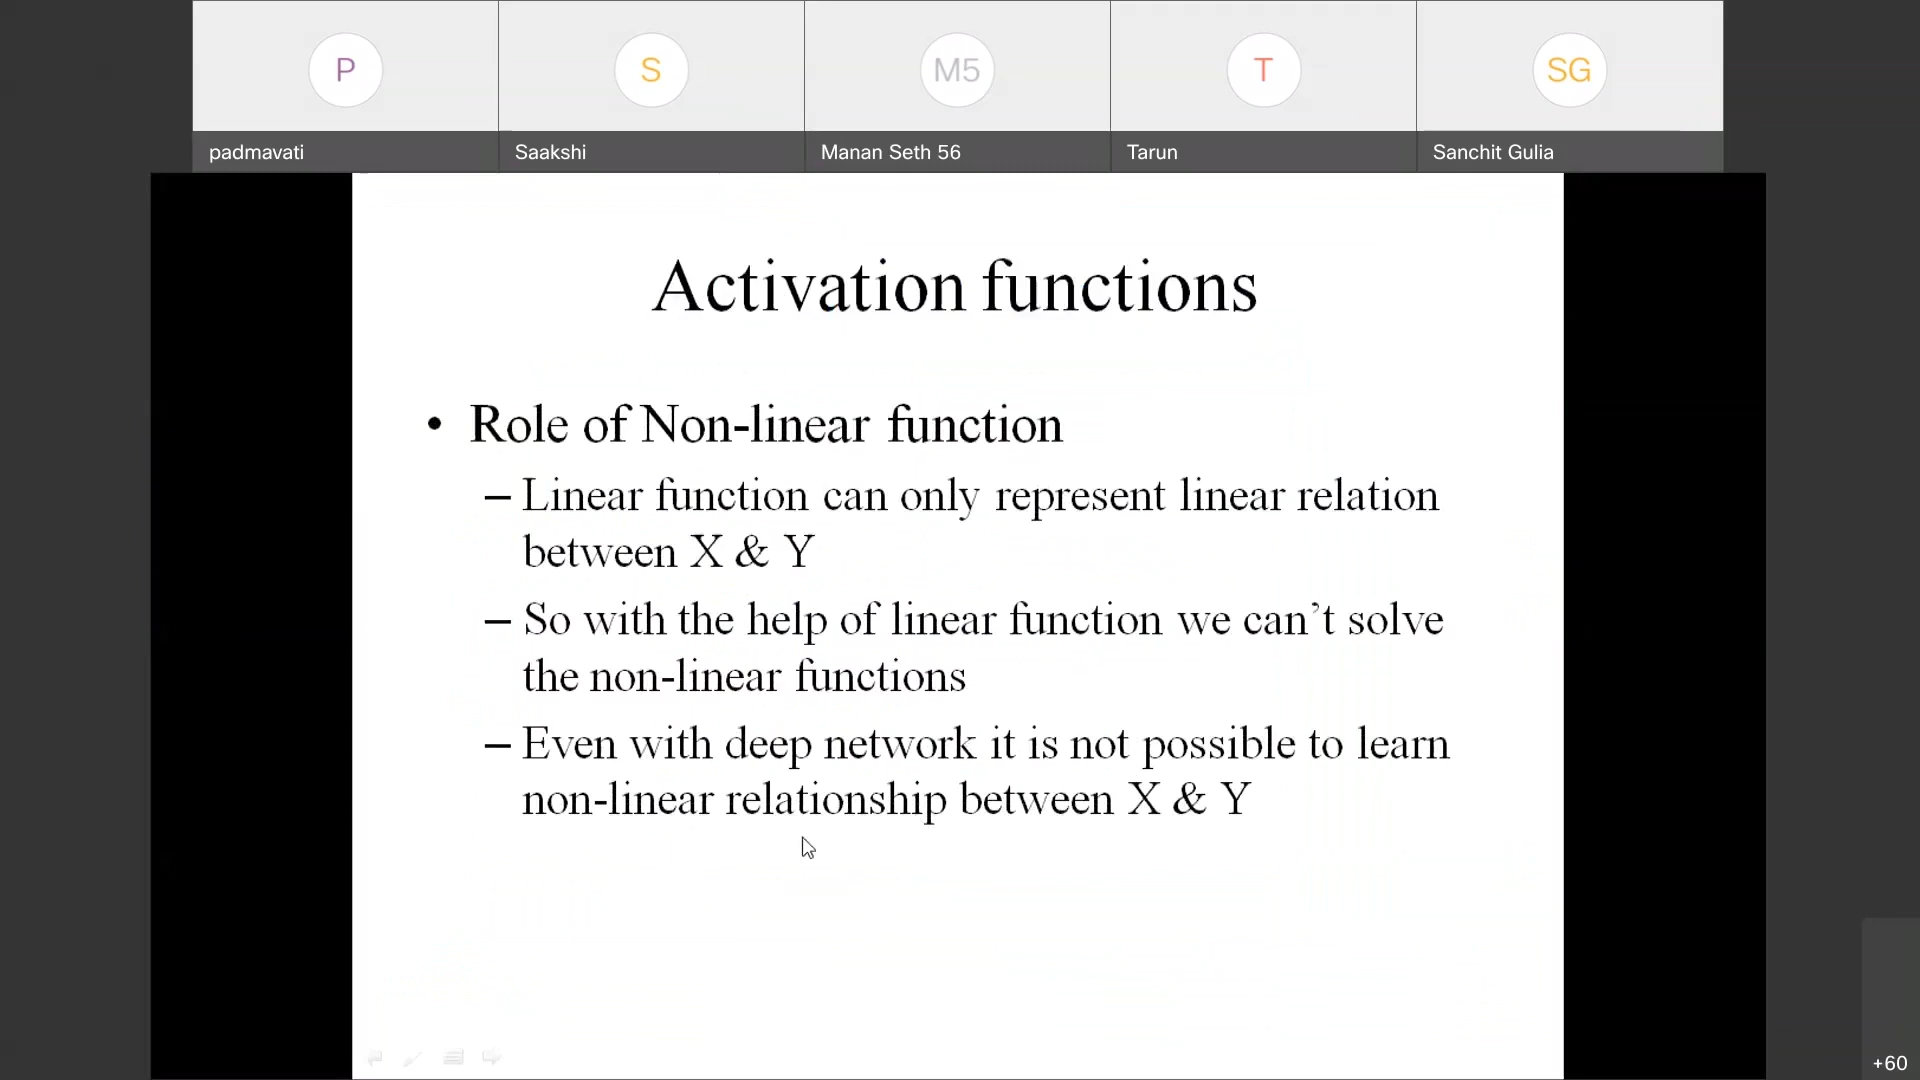 P
S
M5
T
SG
padmavati
Saakshi
Manan Seth 56
Tarun
Sanchit Gulia
Activation functions
• Role of Non-linear function
– Linear function can only represent linear relation
between X & Y
– So with the help of linear function we can’t solve
the non-linear functions
– Even with deep network it is not possible to learn
non-linear relationship between X & Y
+60